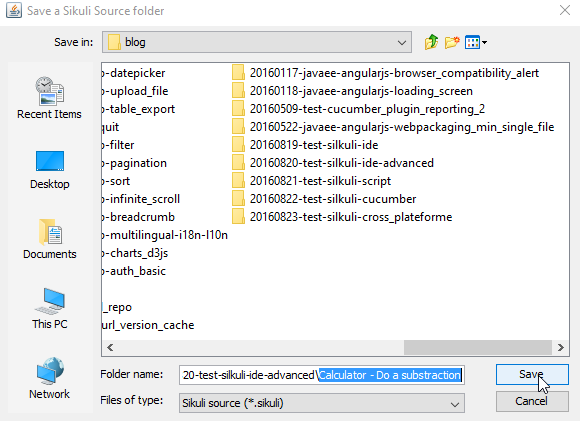 Save a Sikuli Source folder
Save in: blog
Recent Items
Desktop
Documents
This PC
Network
o-datepicker
o-upload_file
o-table_export
quit
o-filter
o-pagination
o-sort
o-infinite_scroll
o-breadcrumb
o-multilingual-i18n-l10n
o-charts_d3js
o-auth_basic
l_repo
url_version_cache
20160117-javaee-angularjs-browser_compatibility_alert
20160118-javaee-angularjs-loading_screen
20160509-test-cucumber_plugin_reporting_2
20160522-javaee-angularjs-webpackaging_min_single_file
20160819-test-silkuli-ide
20160820-test-silkuli-ide-advanced
20160821-test-silkuli-script
20160822-test-silkuli-cucumber
20160823-test-silkuli-cross_plateforme
Folder name: 20-test-silkuli-ide-advanced\Calculator - Do a substraction
Save
Files of type: Sikuli source (*.sikuli)
Cancel